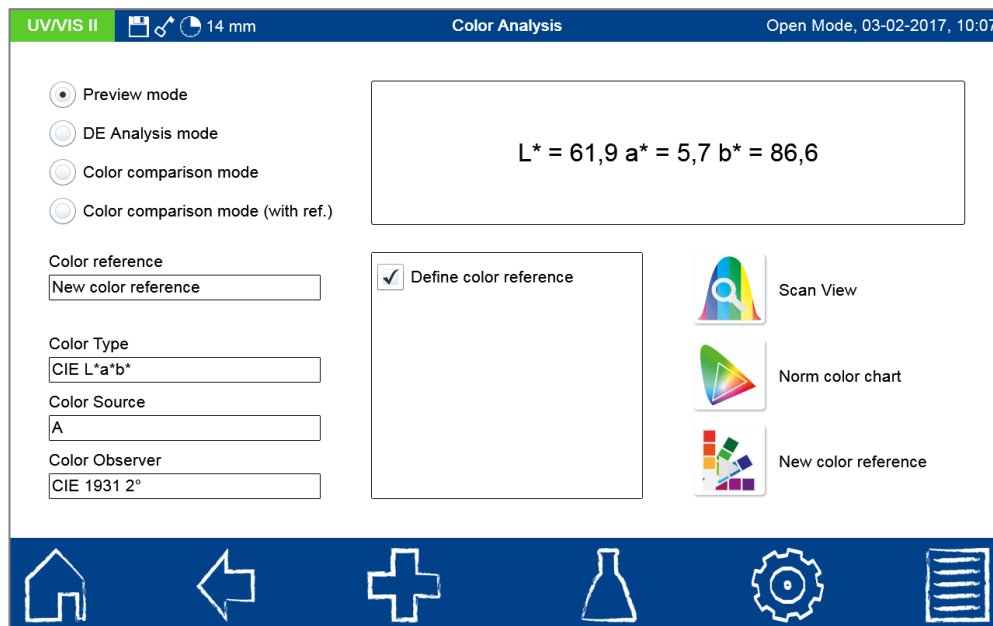 UV/VIS II 14 mm Color Analysis Open Mode, 03-02-2017, 10:07
Preview mode
DE Analysis mode
Color comparison mode
Color comparison mode (with ref.)
L* = 61,9 a* = 5,7 b* = 86,6
Color reference
New color reference
Color Type
CIE L*a*b*
Color Source
A
Color Observer
CIE 1931 2°
Define color reference
Scan View
Norm color chart
New color reference